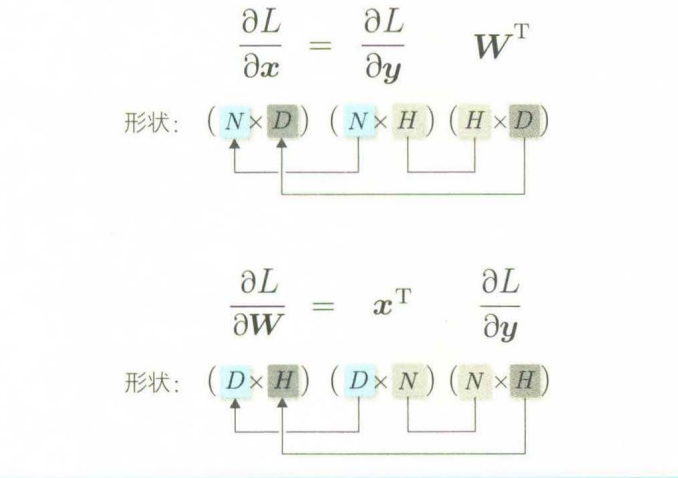 ∂L/∂x = ∂L/∂y W^T
形状： (N×D) (N×H) (H×D)
∂L/∂W = x^T ∂L/∂y
形状： (D×H) (D×N) (N×H)